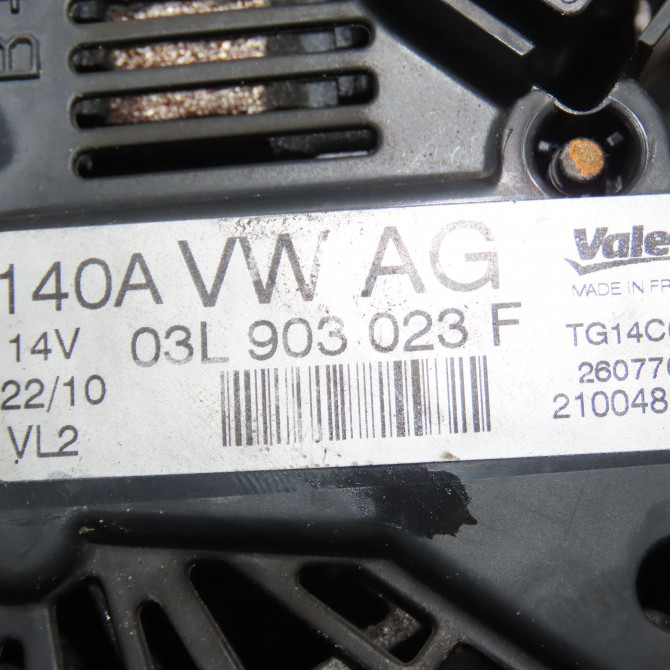 B+
140A VW AG
Vale
MADE IN FR
14V 03L 903 023 F
TG14C
22/10
26077
VL2
210048